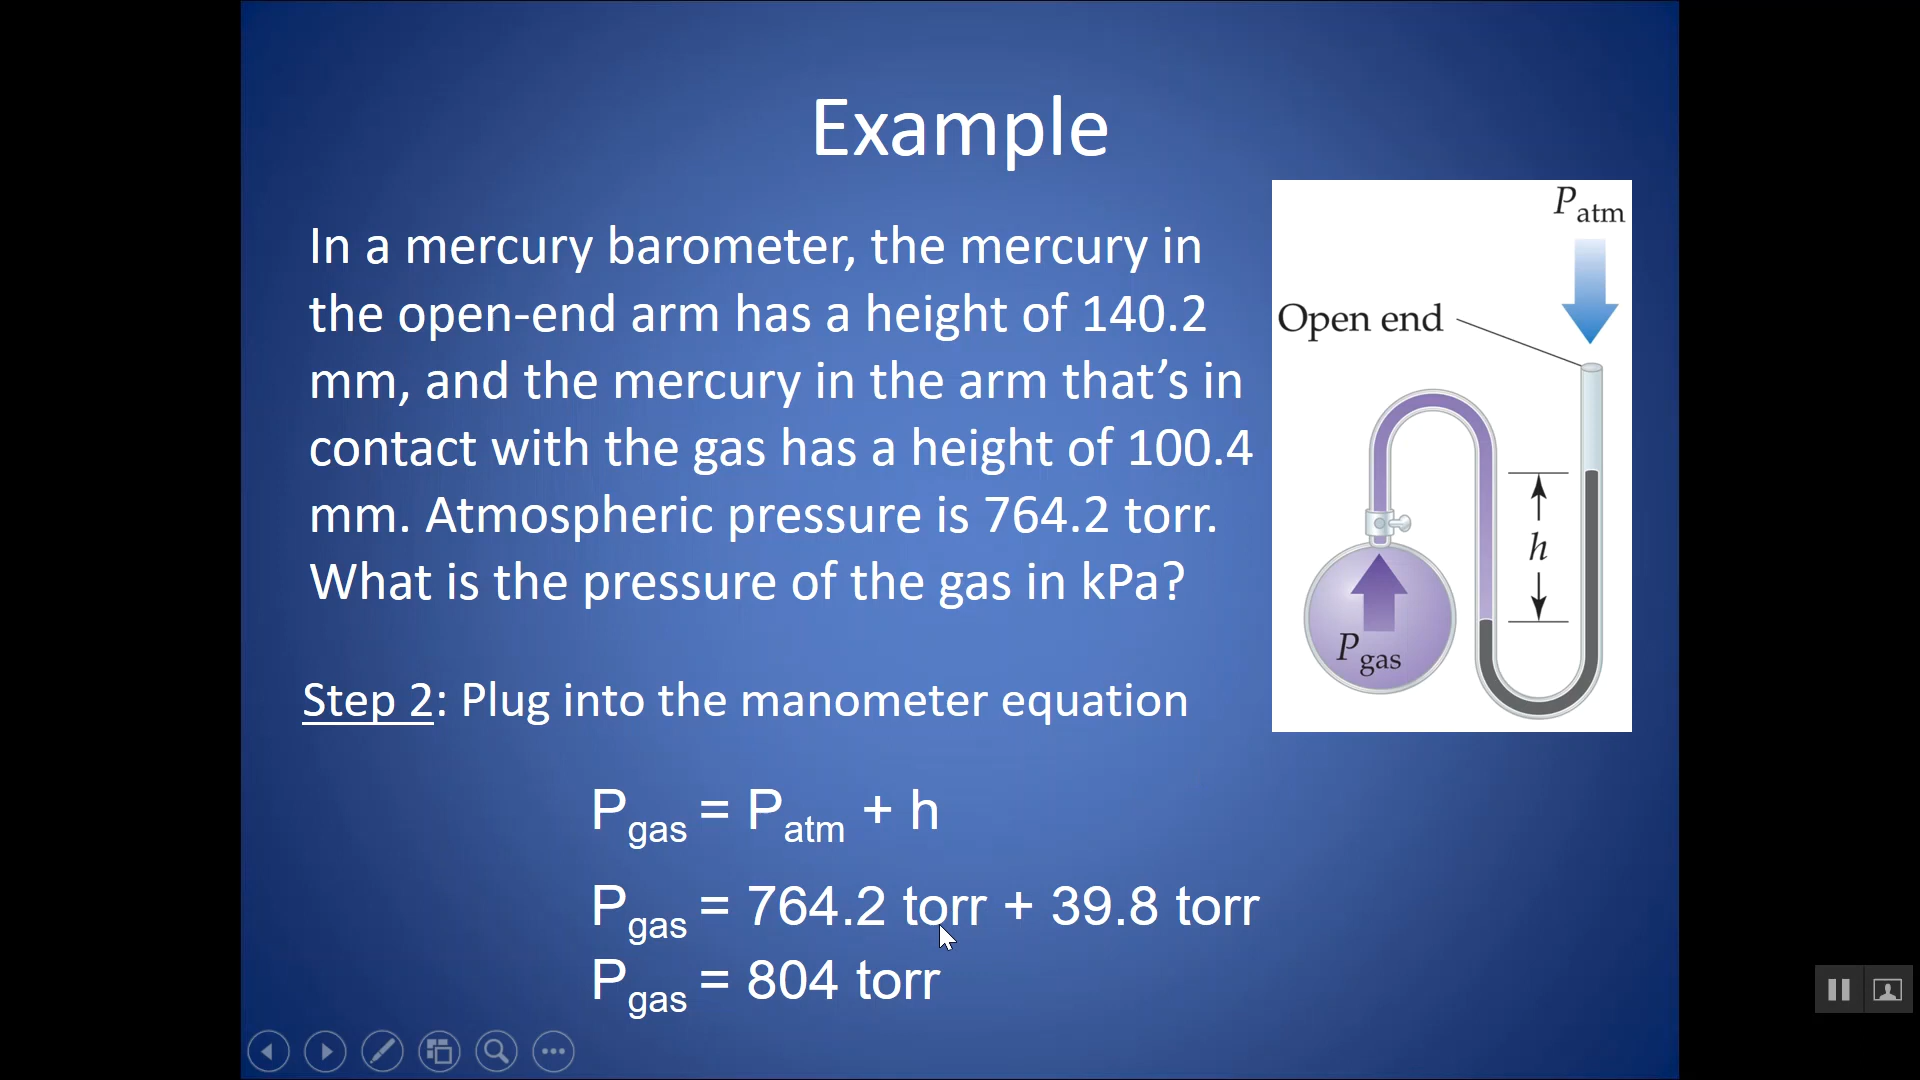 Example
In a mercury barometer, the mercury in
the open-end arm has a height of 140.2
mm, and the mercury in the arm that’s in
contact with the gas has a height of 100.4
mm. Atmospheric pressure is 764.2 torr.
What is the pressure of the gas in kPa?
Patm
Open end
h
Pgas
Step 2: Plug into the manometer equation
Pgas = Patm + h
Pgas = 764.2 torr + 39.8 torr
Pgas = 804 torr